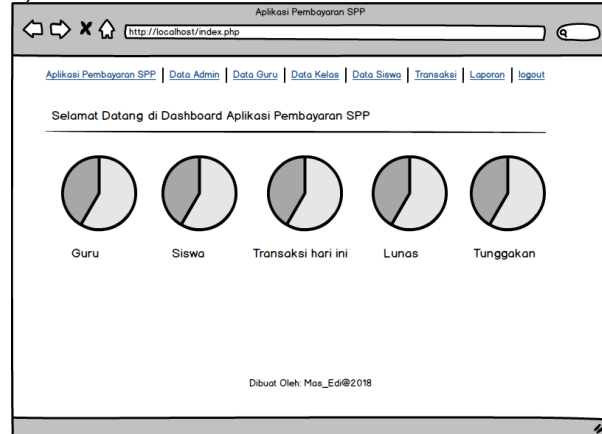 Aplikasi Pembayaran SPP
http://localhost/index.php
Aplikasi Pembayaran SPP | Data Admin | Data Guru | Data Kelas | Data Siswa | Transaksi | Laporan | logout
Selamat Datang di Dashboard Aplikasi Pembayaran SPP
Guru Siswa Transaksi hari ini Lunas Tunggakan
Dibuat Oleh: Mas_Edi@2018